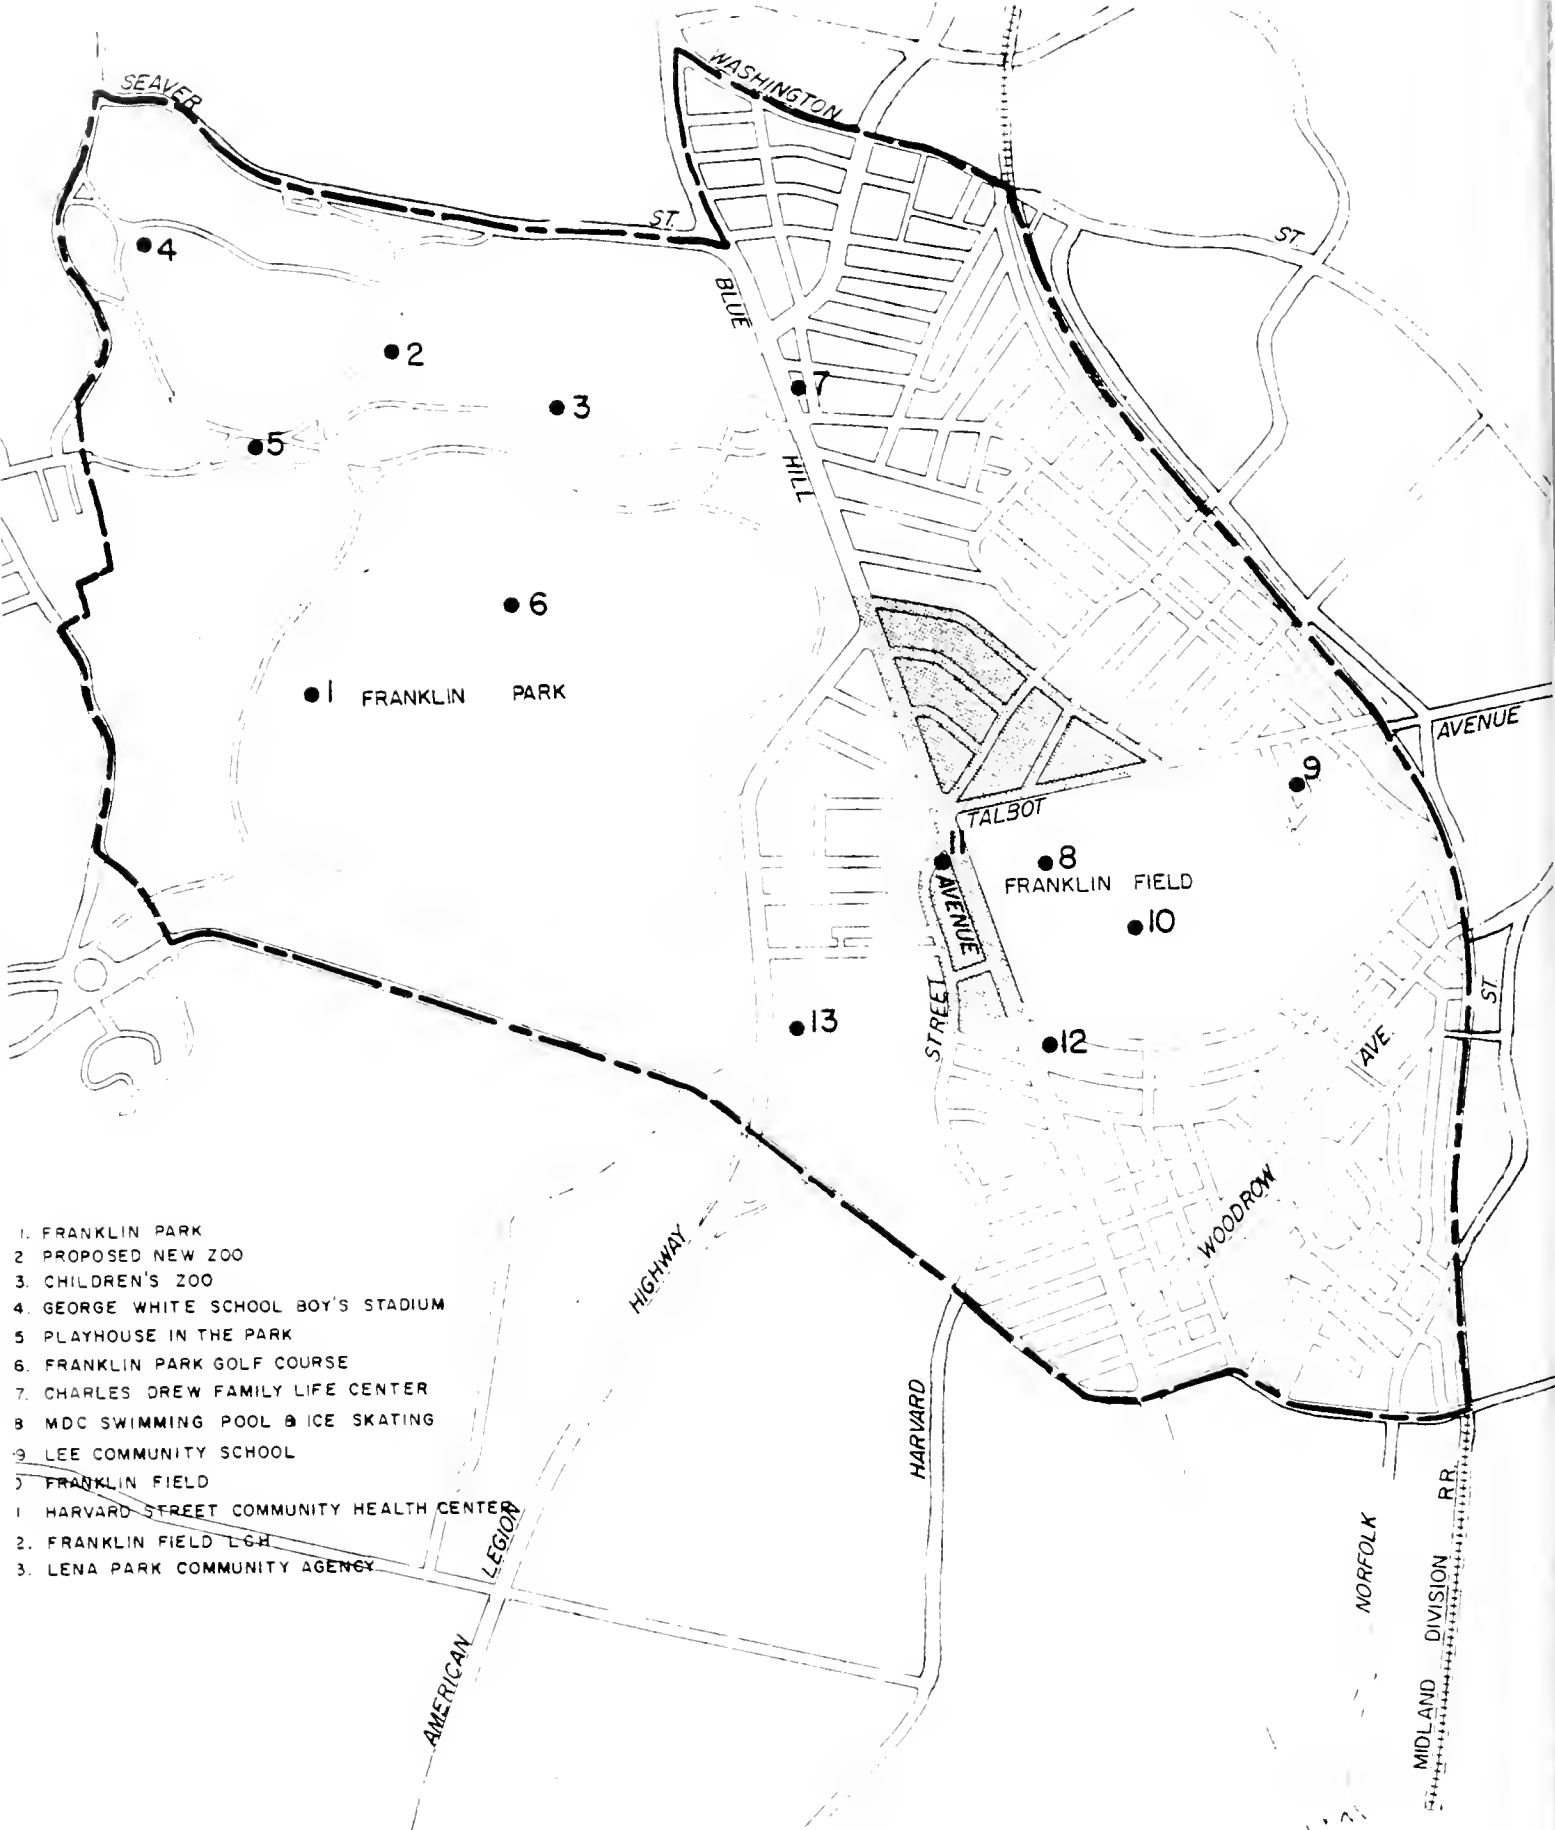 SEAVER
WASHINGTON
ST.
ST.
4
BLUE
2
7
3
5
HILL
6
1 FRANKLIN PARK
AVENUE
9
TALBOT
11
8
FRANKLIN FIELD
AVENUE
10
ST.
STREET
13
12
AVE.
WOODROW
HIGHWAY
1. FRANKLIN PARK
2 PROPOSED NEW ZOO
3. CHILDREN'S ZOO
4. GEORGE WHITE SCHOOL BOY'S STADIUM
5 PLAYHOUSE IN THE PARK
6. FRANKLIN PARK GOLF COURSE
7. CHARLES DREW FAMILY LIFE CENTER
8 MDC SWIMMING POOL & ICE SKATING
9 LEE COMMUNITY SCHOOL
FRANKLIN FIELD
1 HARVARD STREET COMMUNITY HEALTH CENTER
2. FRANKLIN FIELD
3. LENA PARK COMMUNITY AGENCY
HARVARD
LEGION
AMERICAN
NORFOLK
MIDLAND DIVISION RR.